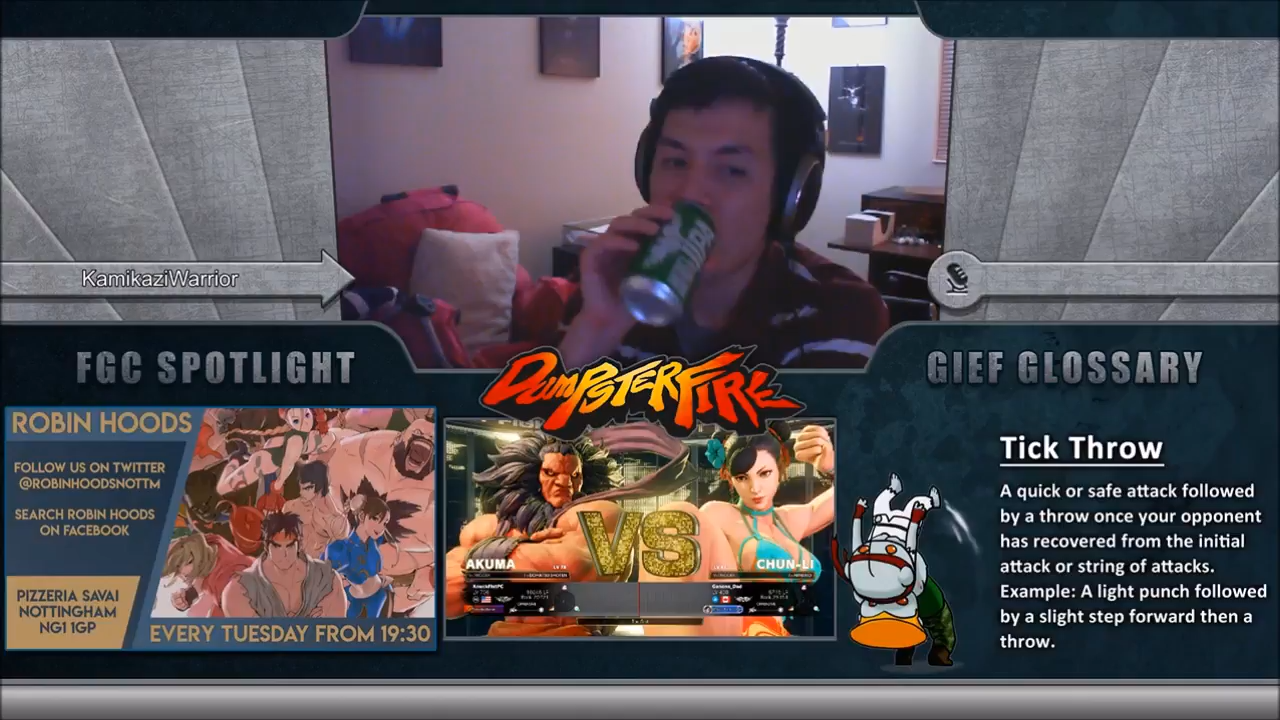 KamikaziWarrior
FGC SPOTLIGHT
GIEF GLOSSARY
DUMPSTER FIRE
ROBIN HOODS
FOLLOW US ON TWITTER
@ROBINHOODSNOTTM
SEARCH ROBIN HOODS
ON FACEBOOK
PIZZERIA SAVAI
NOTTINGHAM
NG1 1GP
EVERY TUESDAY FROM 19:30
VS
AKUMA
CHUN-LI
Tick Throw
A quick or safe attack followed
by a throw once your opponent
has recovered from the initial
attack or string of attacks.
Example: A light punch followed
by a slight step forward then a
throw.